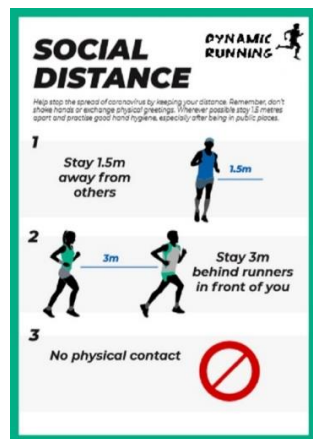 SOCIAL
DISTANCE
DYNAMIC
RUNNING
Help stop the spread of coronavirus by keeping your distance. Remember, don't
shake hands or exchange physical greetings. Wherever possible stay 1.5 metres
apart and practise good hand hygiene, especially after being in public places.
1
Stay 1.5m
away from
others
1.5m
2
3m
Stay 3m
behind runners
in front of you
3
No physical contact